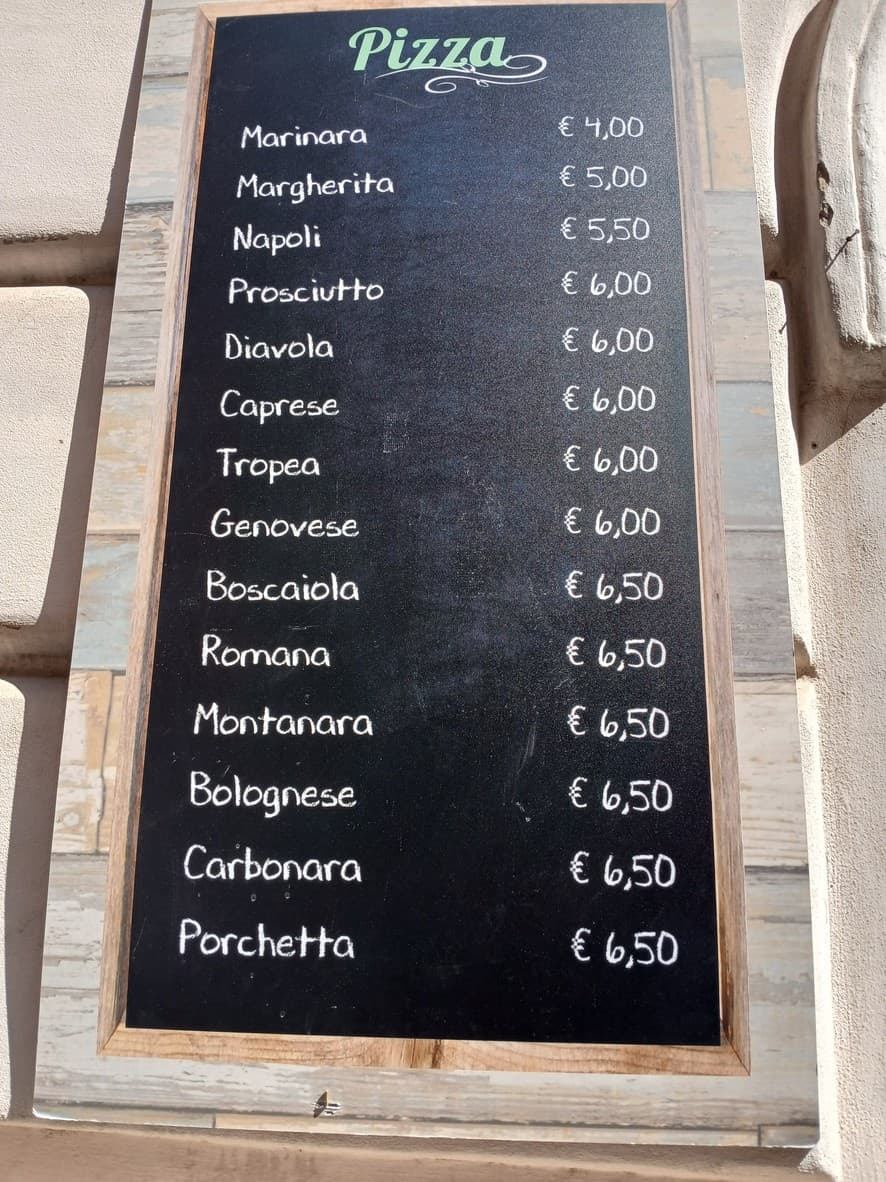 Pizza
Marinara € 4,00
Margherita € 5,00
Napoli € 5,50
Prosciutto € 6,00
Diavola € 6,00
Caprese € 6,00
Tropea € 6,00
Genovese € 6,00
Boscaiola € 6,50
Romana € 6,50
Montanara € 6,50
Bolognese € 6,50
Carbonara € 6,50
Porchetta € 6,50